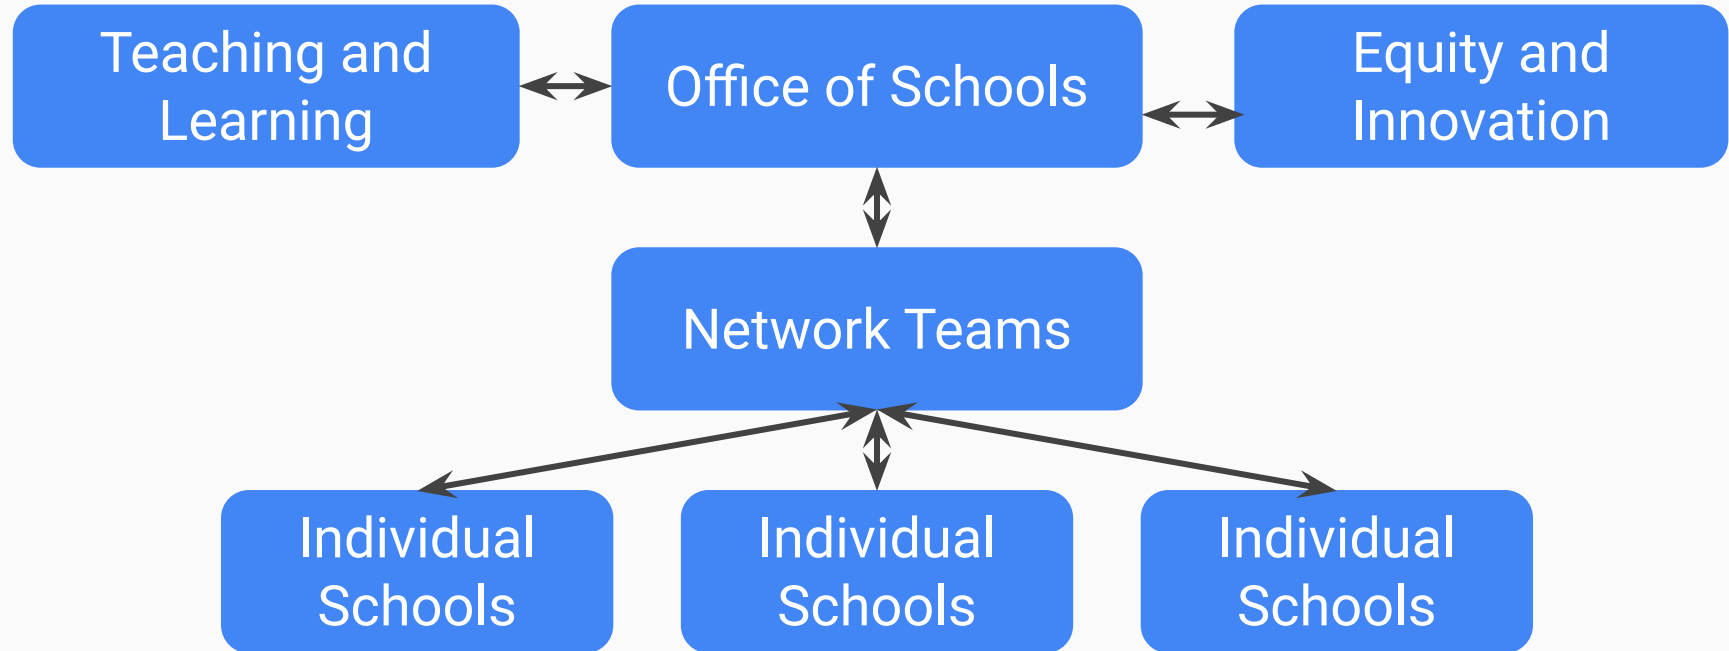 Teaching and
Learning
Office of Schools
Equity and
Innovation
Network Teams
Individual
Schools
Individual
Schools
Individual
Schools